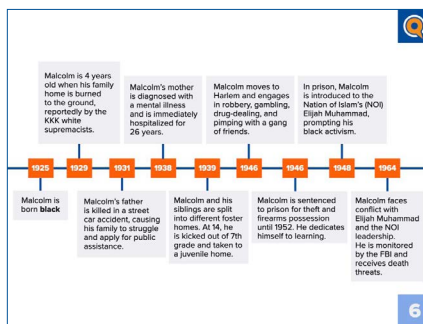 Malcolm is 4 years
old when his family
home is burned
to the ground,
reportedly by the
KKK white
supremacists.
Malcolm's mother
is diagnosed with
a mental illness
and is immediately
hospitalized for
26 years.
Malcolm moves to
Harlem and engages
in robbery, gambling,
drug-dealing, and
pimping with a gang
of friends.
In prison, Malcolm
is introduced to the
Nation of Islam's (NOI)
Elijah Muhammad,
prompting his
black activism.
1925
1929
1931
1938
1939
1946
1946
1948
1964
Malcolm is
born black
Malcolm's father
is killed in a street
car accident, causing
his family to struggle
and apply for public
assistance.
Malcolm and his
siblings are split
into different foster
homes. At 14, he
is kicked out of 7th
grade and taken to
a juvenile home.
Malcolm is sentenced
to prison for theft and
firearms possession
until 1952. He dedicates
himself to learning.
Malcolm faces
conflict with
Elijah Muhammad
and the NOI
leadership.
He is monitored
by the FBI and
receives death
threats.
6